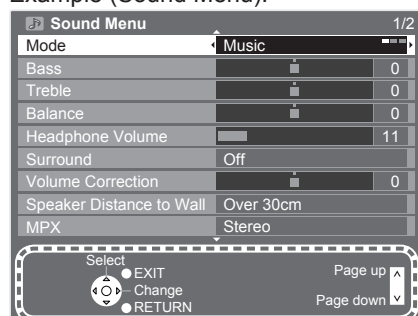 Example (Sound Menu):
Sound Menu 1/2
Mode Music
Bass 0
Treble 0
Balance 0
Headphone Volume 11
Surround Off
Volume Correction 0
Speaker Distance to Wall Over 30cm
MPX Stereo
Select
EXIT
Change
RETURN
Page up
Page down